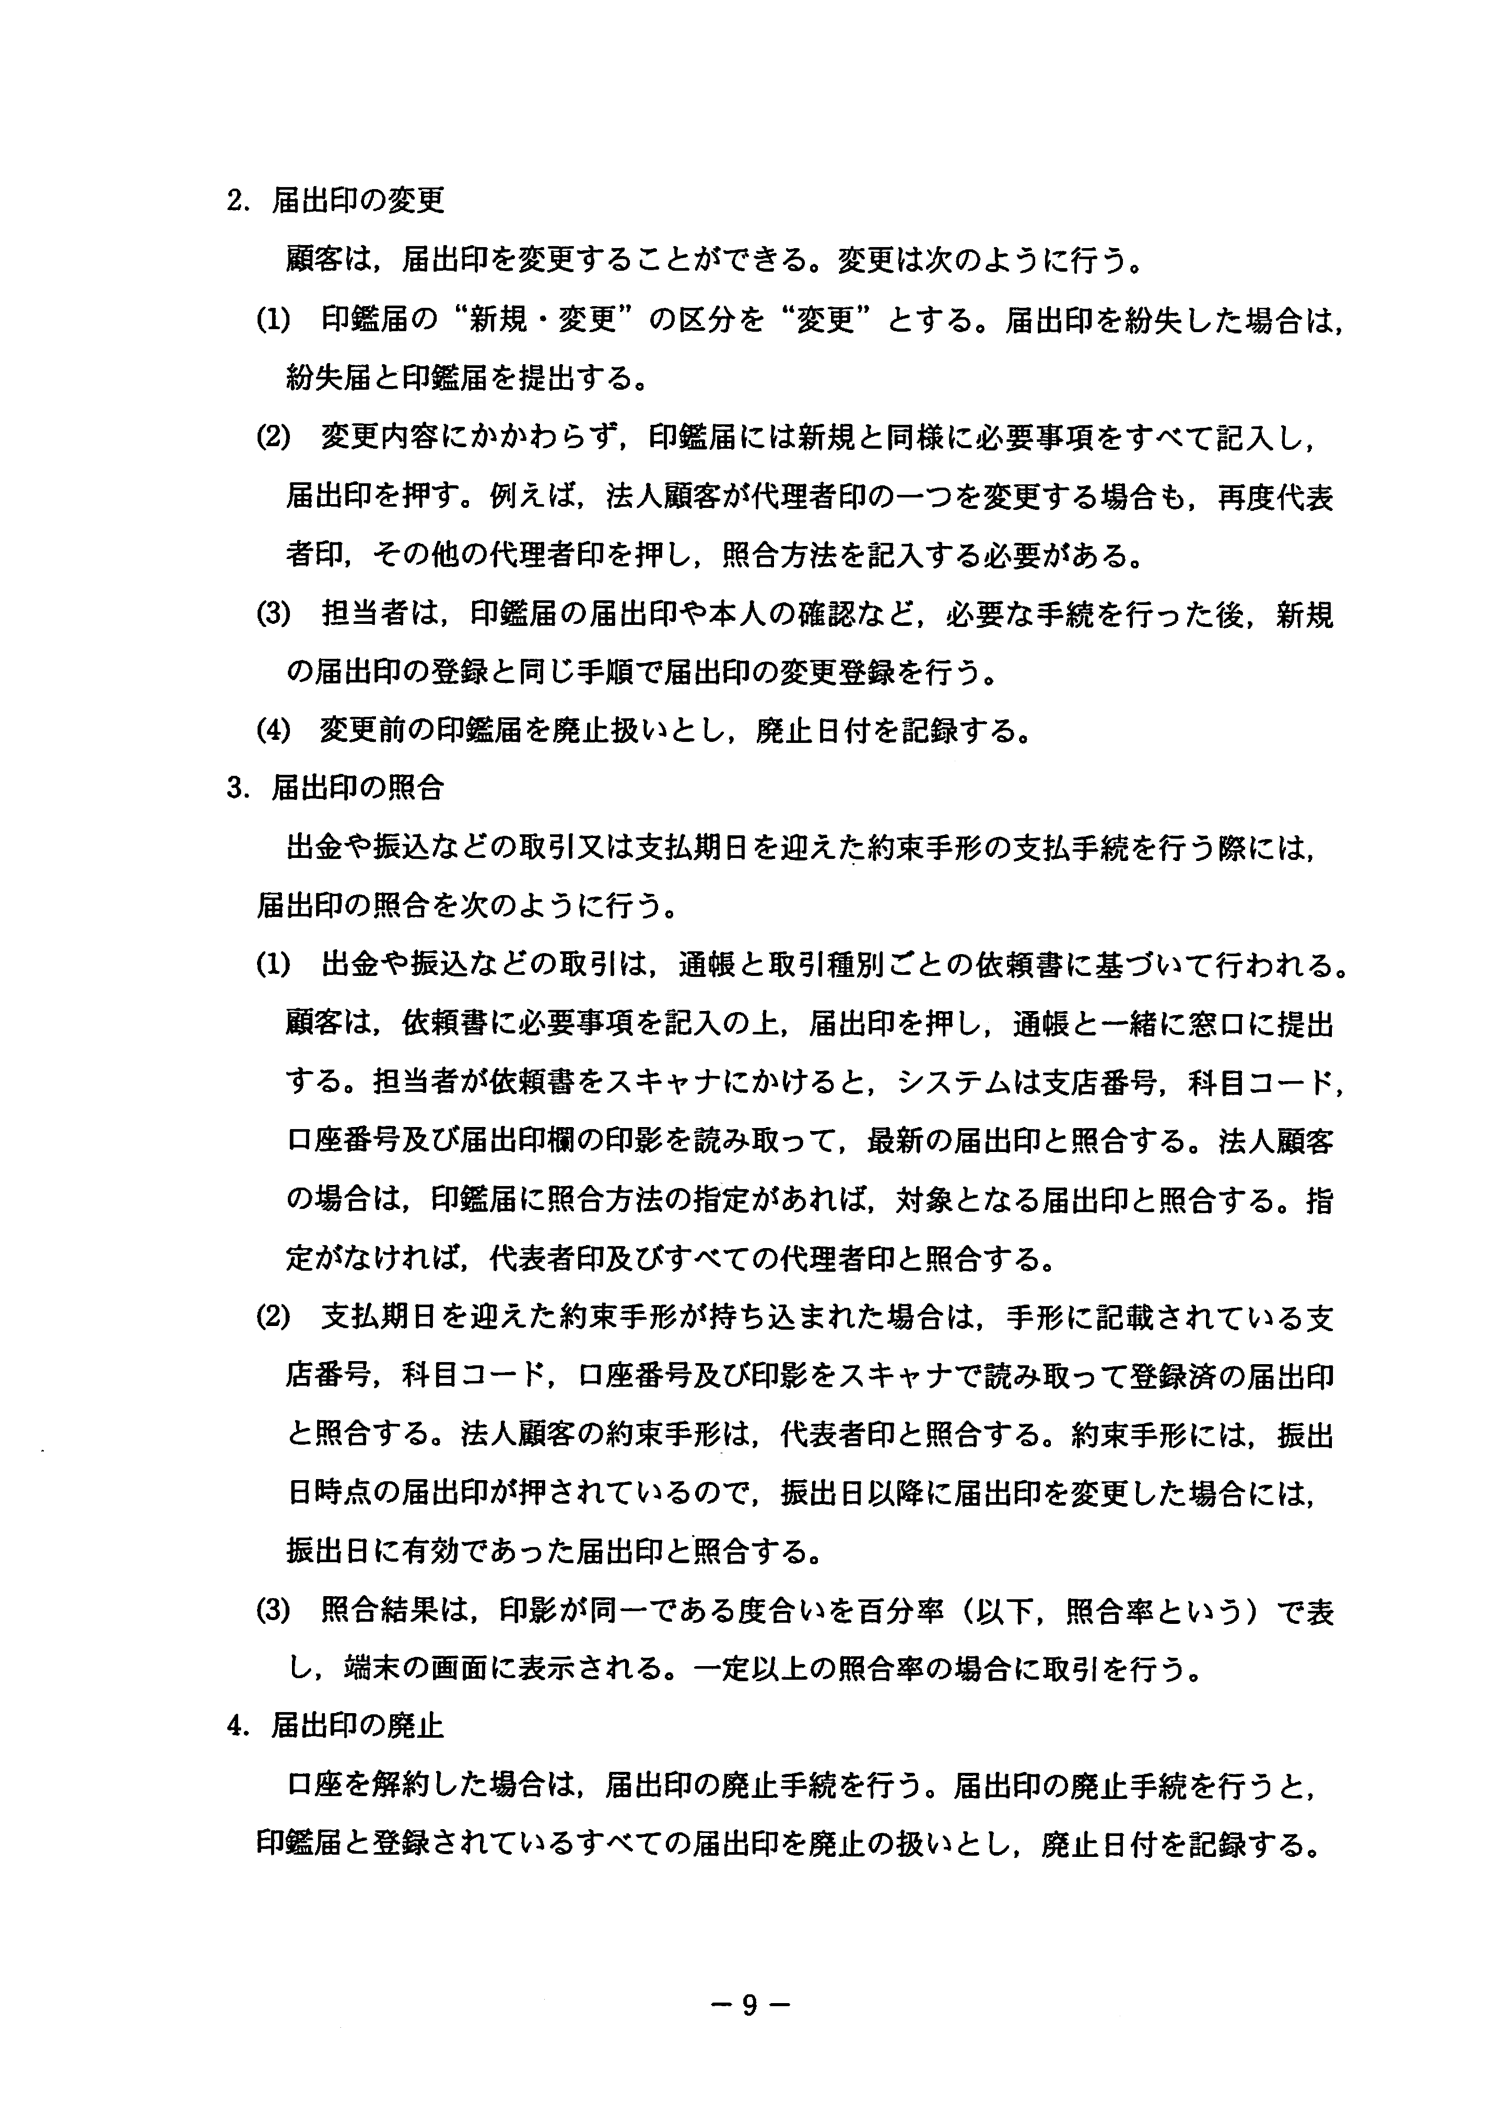 2. 届出印の変更
顧客は，届出印を変更することができる。変更は次のように行う。
(1) 印鑑届の“新規・変更”の区分を“変更”とする。届出印を紛失した場合は，
紛失届と印鑑届を提出する。
(2) 変更内容にかかわらず，印鑑届には新規と同様に必要事項をすべて記入し，
届出印を押す。例えば，法人顧客が代理者印の一つを変更する場合も，再度代表
者印，その他の代理者印を押し，照合方法を記入する必要がある。
(3) 担当者は，印鑑届の届出印や本人の確認など，必要な手続を行った後，新規
の届出印の登録と同じ手順で届出印の変更登録を行う。
(4) 変更前の印鑑届を廃止扱いとし，廃止日付を記録する。
3. 届出印の照合
出金や振込などの取引又は支払期日を迎えた約束手形の支払手続を行う際には，
届出印の照合を次のように行う。
(1) 出金や振込などの取引は，通帳と取引種別ごとの依頼書に基づいて行われる。
顧客は，依頼書に必要事項を記入の上，届出印を押し，通帳と一緒に窓口に提出
する。担当者が依頼書をスキャナにかけると，システムは支店番号，科目コード，
口座番号及び届出印欄の印影を読み取って，最新の届出印と照合する。法人顧客
の場合は，印鑑届に照合方法の指定があれば，対象となる届出印と照合する。指
定がなければ，代表者印及びすべての代理者印と照合する。
(2) 支払期日を迎えた約束手形が持ち込まれた場合は，手形に記載されている支
店番号，科目コード，口座番号及び印影をスキャナで読み取って登録済の届出印
と照合する。法人顧客の約束手形は，代表者印と照合する。約束手形には，振出
日時点の届出印が押されているので，振出日以降に届出印を変更した場合には，
振出日に有効であった届出印と照合する。
(3) 照合結果は，印影が同一である度合いを百分率（以下，照合率という）で表
し，端末の画面に表示される。一定以上の照合率の場合に取引を行う。
4. 届出印の廃止
口座を解約した場合は，届出印の廃止手続を行う。届出印の廃止手続を行うと，
印鑑届と登録されているすべての届出印を廃止の扱いとし，廃止日付を記録する。
− 9 −